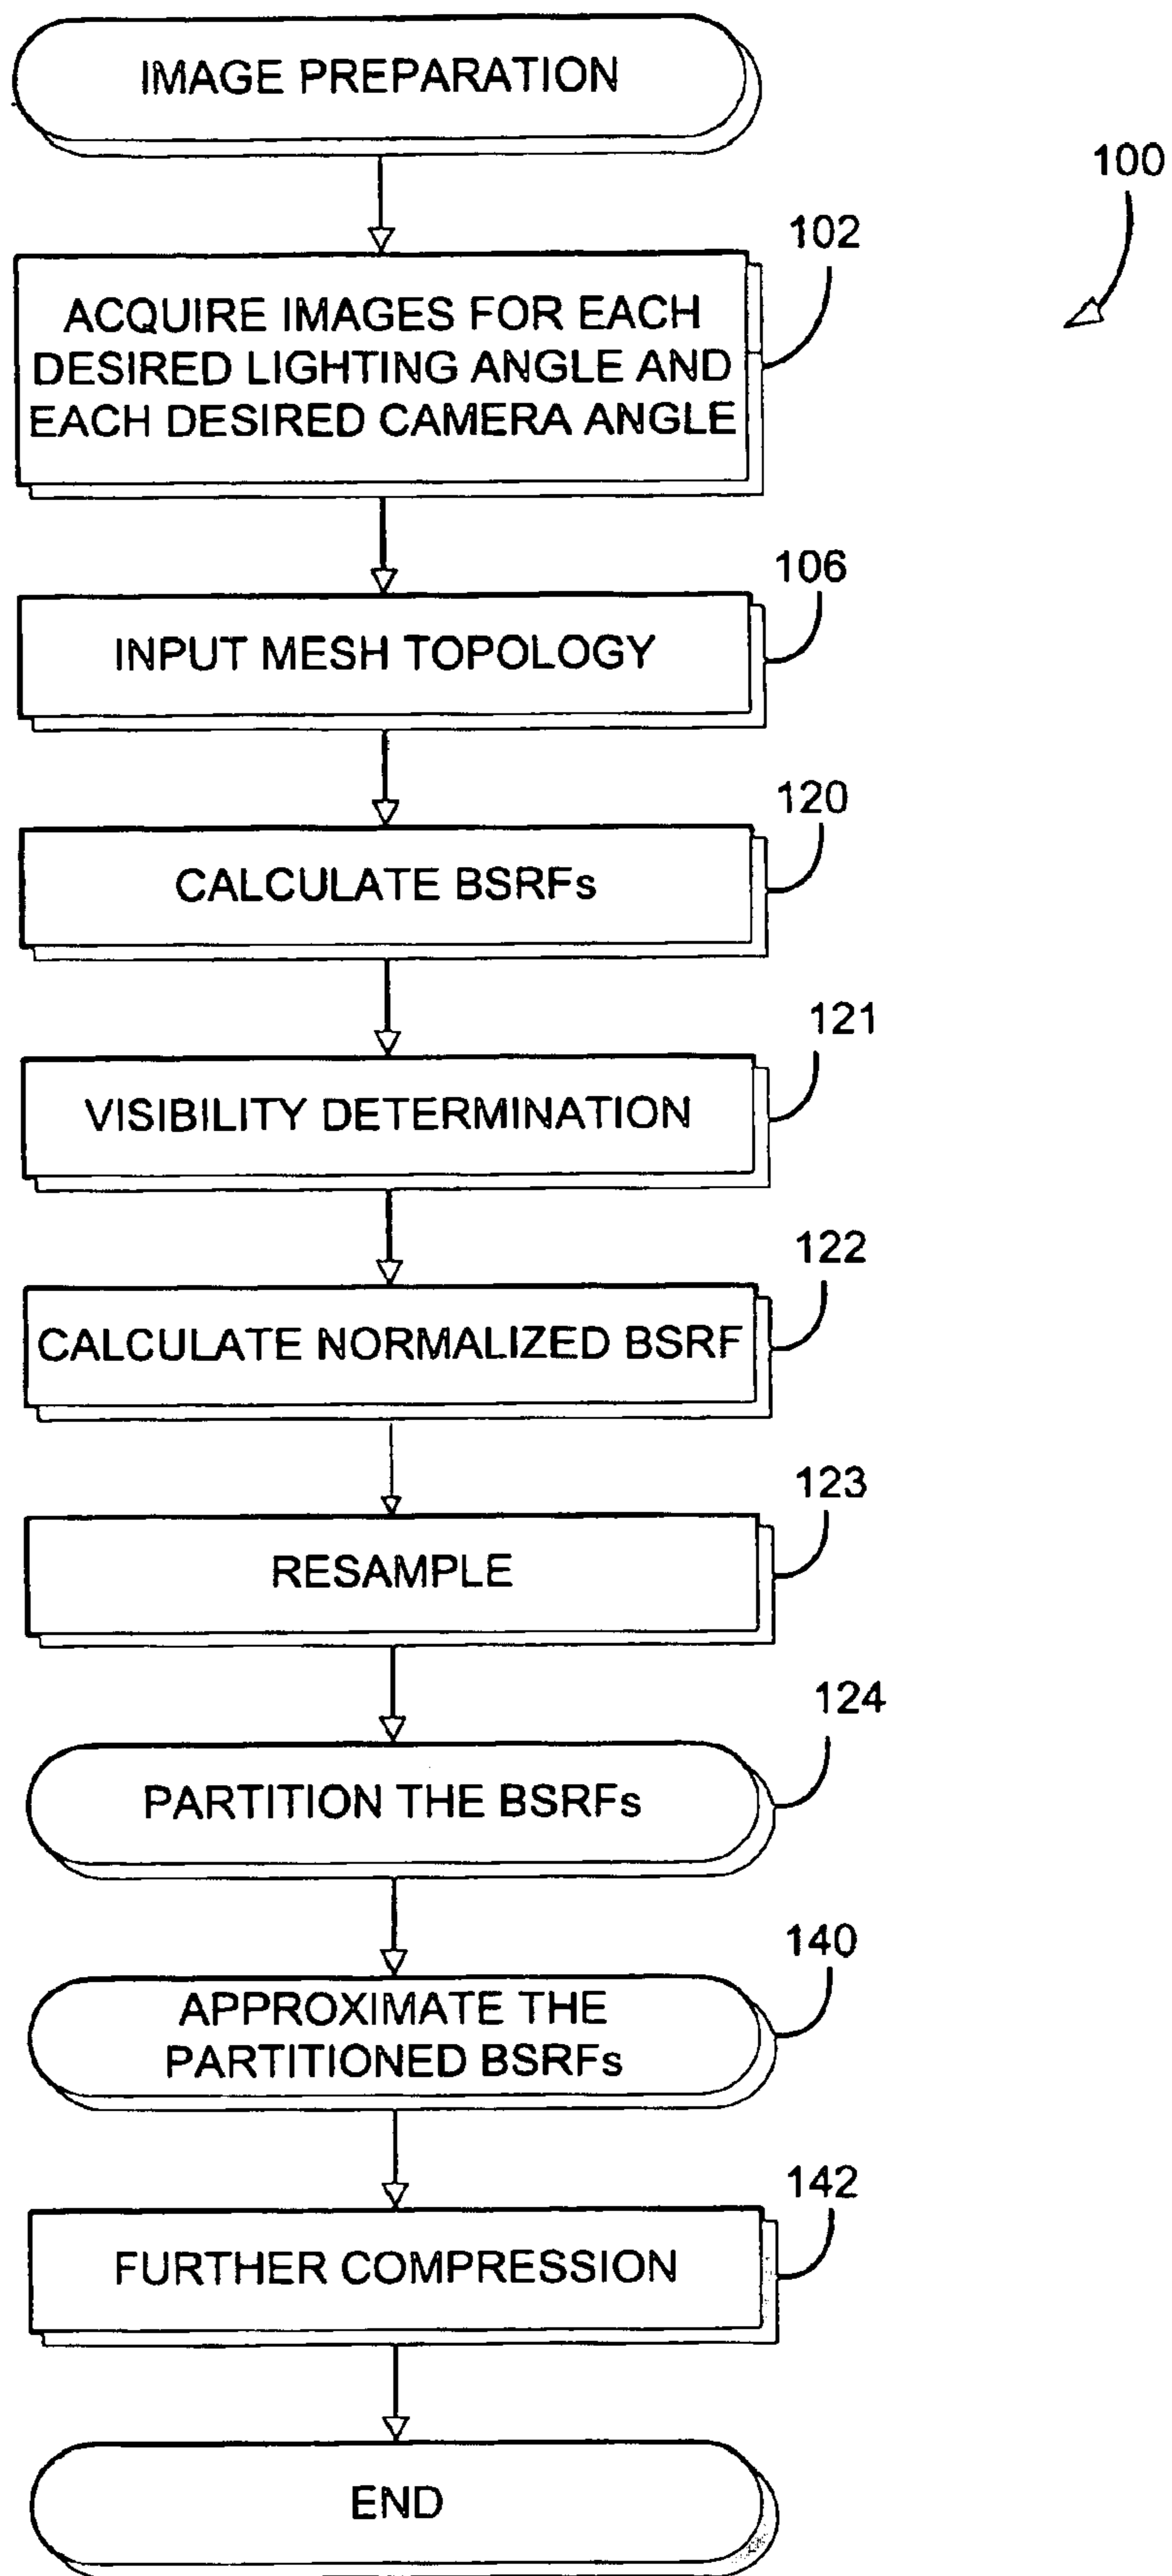 IMAGE PREPARATION
100
102
ACQUIRE IMAGES FOR EACH
DESIRED LIGHTING ANGLE AND
EACH DESIRED CAMERA ANGLE
106
INPUT MESH TOPOLOGY
120
CALCULATE BSRFs
121
VISIBILITY DETERMINATION
122
CALCULATE NORMALIZED BSRF
123
RESAMPLE
124
PARTITION THE BSRFs
140
APPROXIMATE THE
PARTITIONED BSRFs
142
FURTHER COMPRESSION
END